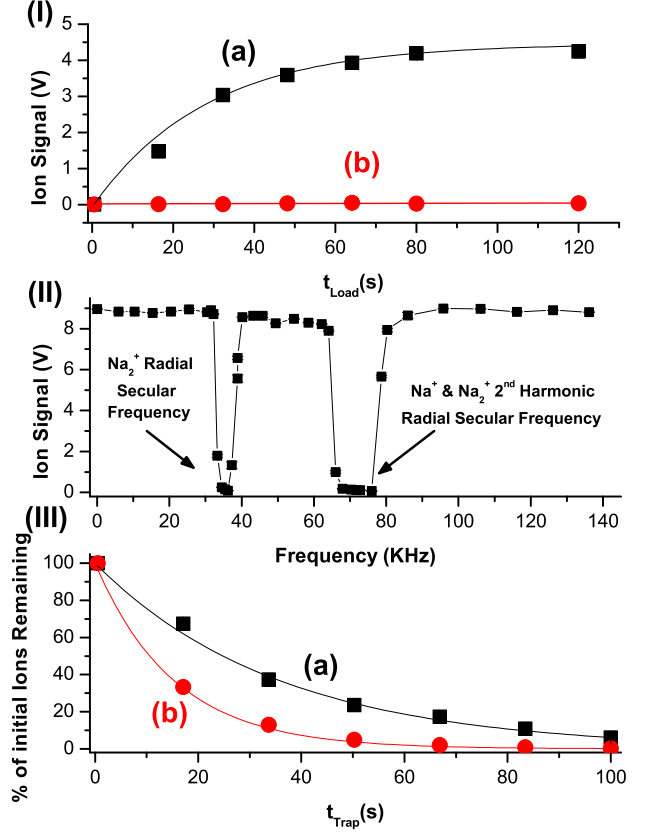 (I)
5
4
3
2
1
0
Ion Signal (V)
(a)
(b)
0 20 40 60 80 100 120
t_Load(s)
(II)
8
6
4
2
0
Ion Signal (V)
Na₂⁺ Radial
Secular
Frequency
Na⁺ & Na₂⁺ 2ⁿᵈ Harmonic
Radial Secular Frequency
0 20 40 60 80 100 120 140
Frequency (KHz)
(III)
100
80
60
40
20
0
% of initial Ions Remaining
(a)
(b)
0 20 40 60 80 100
t_Trap(s)